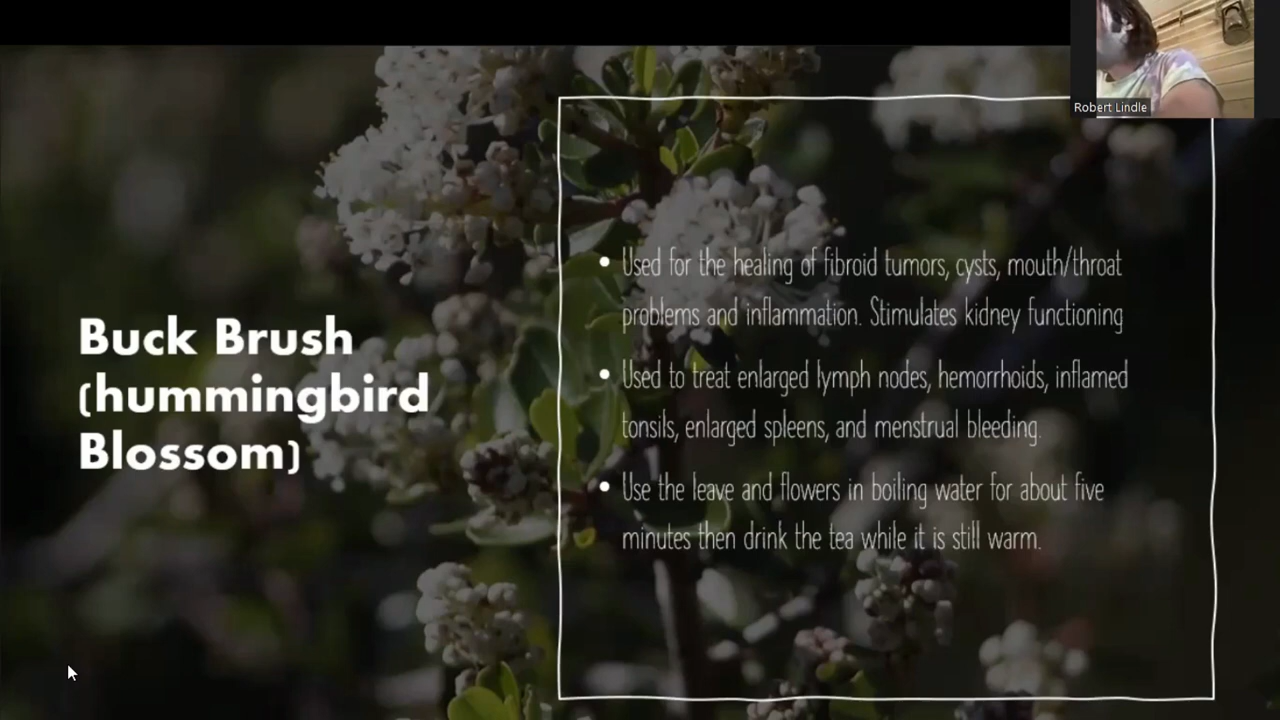 Robert Lindle
Buck Brush
(hummingbird
Blossom)
• Used for the healing of fibroid tumors, cysts, mouth/throat
problems and inflammation. Stimulates kidney functioning
• Used to treat enlarged lymph nodes, hemorrhoids, inflamed
tonsils, enlarged spleens, and menstrual bleeding.
• Use the leave and flowers in boiling water for about five
minutes then drink the tea while it is still warm.